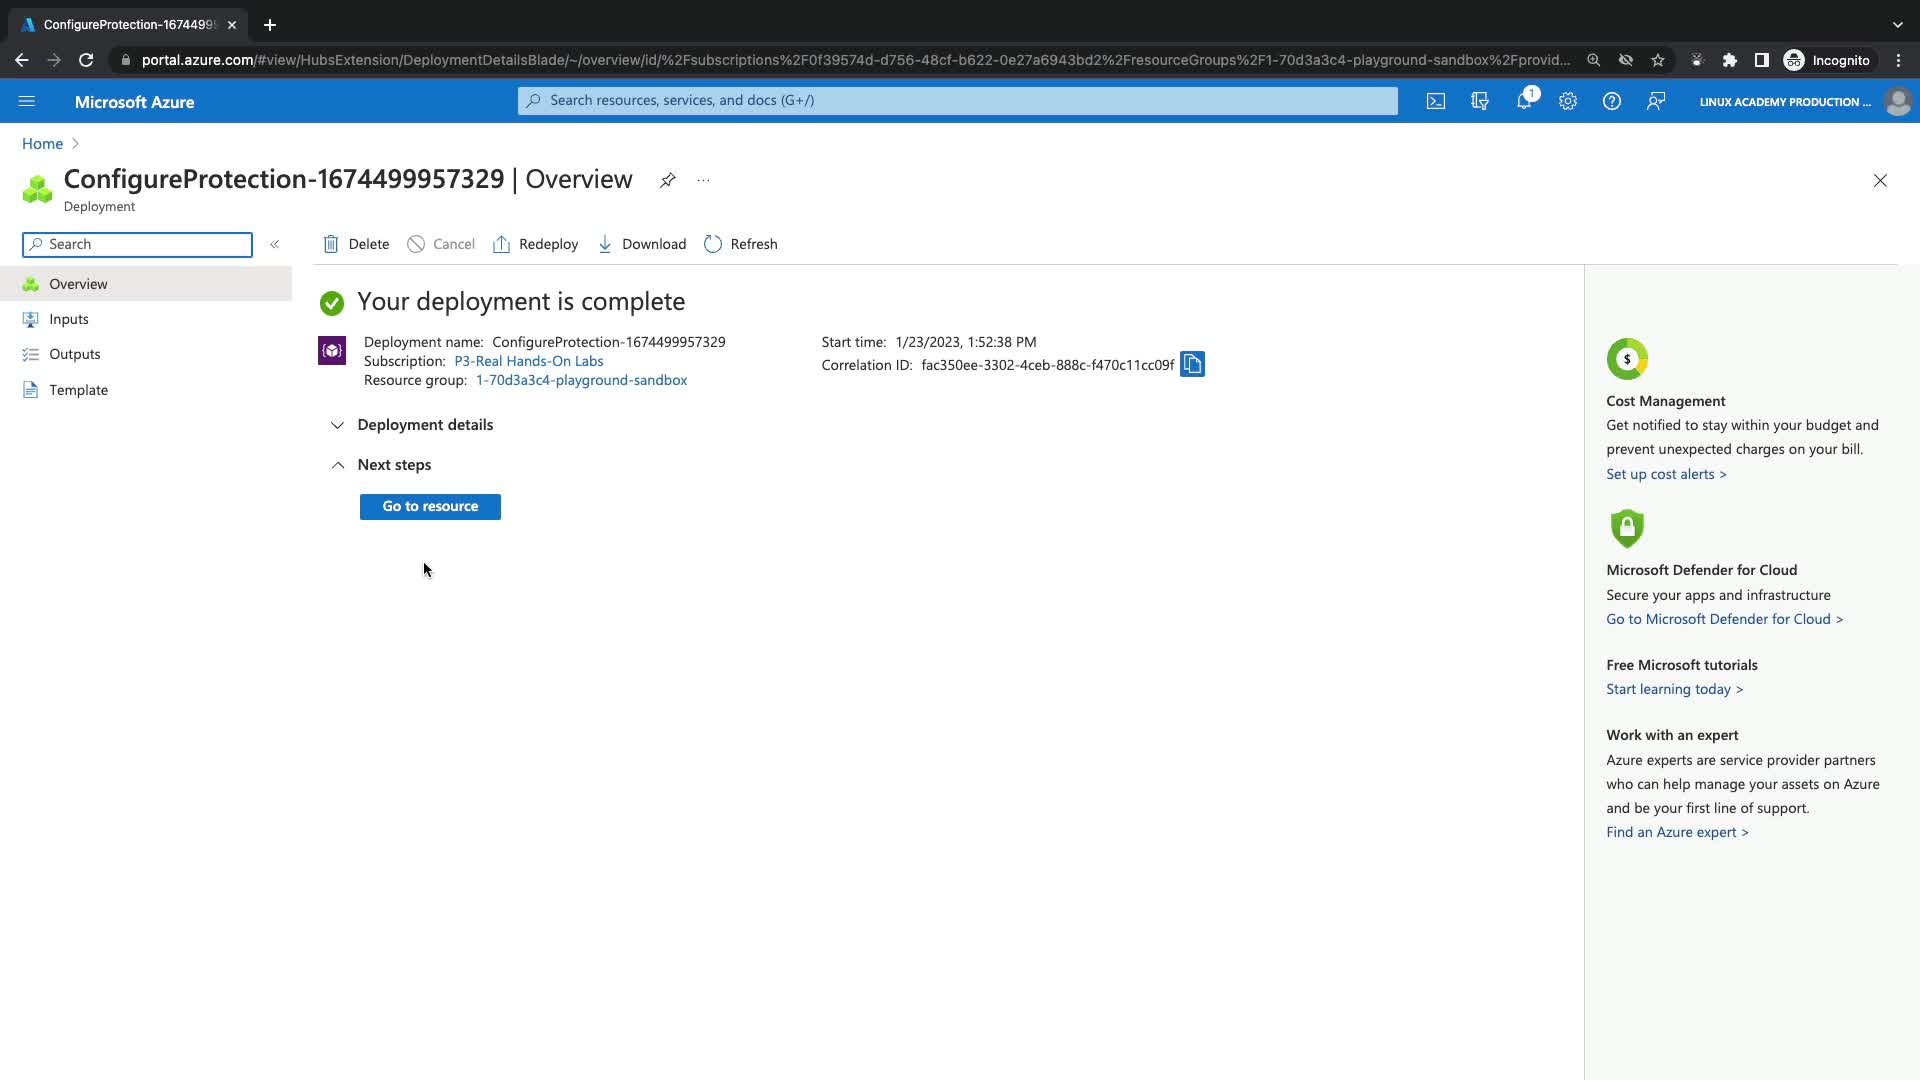 ConfigureProtection-1674499
portal.azure.com/#view/HubsExtension/DeploymentDetailsBlade/~/overview/id/%2Fsubscriptions%2F0f39574d-d756-48cf-b622-0e27a6943bd2%2FresourceGroups%2F1-70d3a3c4-playground-sandbox%2Fprovid...
Incognito
Microsoft Azure
Search resources, services, and docs (G+/)
1
LINUX ACADEMY PRODUCTION ...
Home
ConfigureProtection-1674499957329 | Overview
...
Deployment
Search
Delete
Cancel
Redeploy
Download
Refresh
Overview
Inputs
Outputs
Template
Your deployment is complete
Deployment name: ConfigureProtection-1674499957329
Subscription: P3-Real Hands-On Labs
Resource group: 1-70d3a3c4-playground-sandbox
Start time: 1/23/2023, 1:52:38 PM
Correlation ID: fac350ee-3302-4ceb-888c-f470c11cc09f
Deployment details
Next steps
Go to resource
$
Cost Management
Get notified to stay within your budget and
prevent unexpected charges on your bill.
Set up cost alerts >
Microsoft Defender for Cloud
Secure your apps and infrastructure
Go to Microsoft Defender for Cloud >
Free Microsoft tutorials
Start learning today >
Work with an expert
Azure experts are service provider partners
who can help manage your assets on Azure
and be your first line of support.
Find an Azure expert >